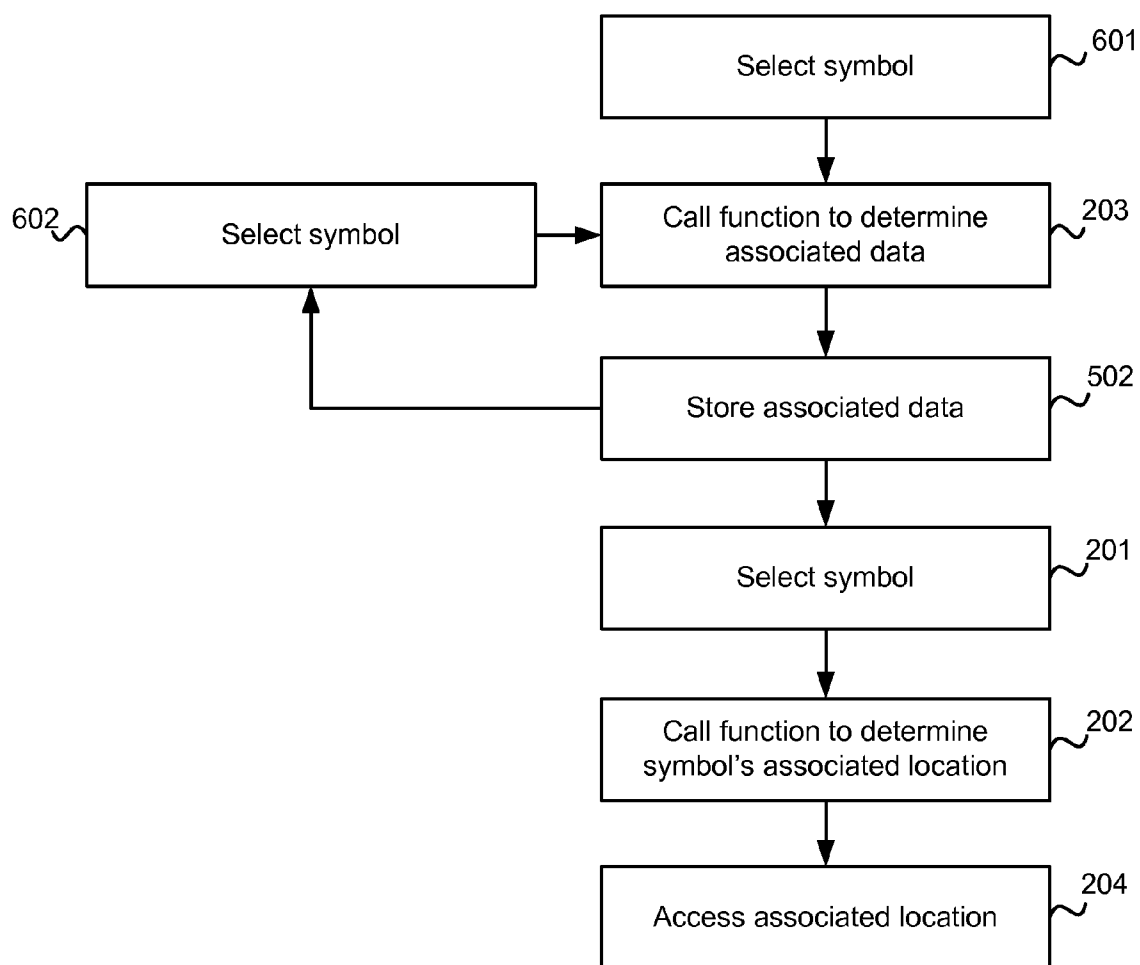 Select symbol
601
602
Select symbol
Call function to determine
associated data
203
Store associated data
502
Select symbol
201
Call function to determine
symbol's associated location
202
Access associated location
204